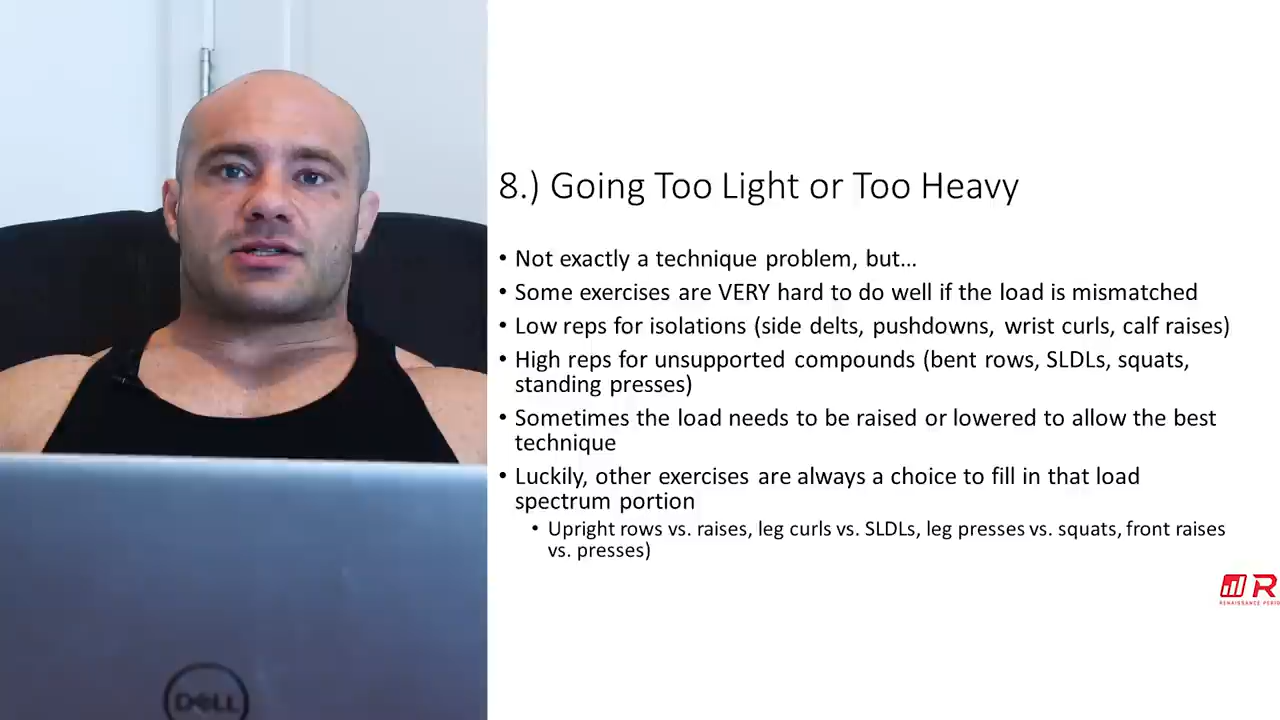 8.) Going Too Light or Too Heavy
• Not exactly a technique problem, but...
• Some exercises are VERY hard to do well if the load is mismatched
• Low reps for isolations (side delts, pushdowns, wrist curls, calf raises)
• High reps for unsupported compounds (bent rows, SLDLs, squats,
standing presses)
• Sometimes the load needs to be raised or lowered to allow the best
technique
• Luckily, other exercises are always a choice to fill in that load
spectrum portion
• Upright rows vs. raises, leg curls vs. SLDLs, leg presses vs. squats, front raises
vs. presses)
R
RENAISSANCE PERIO
DELL